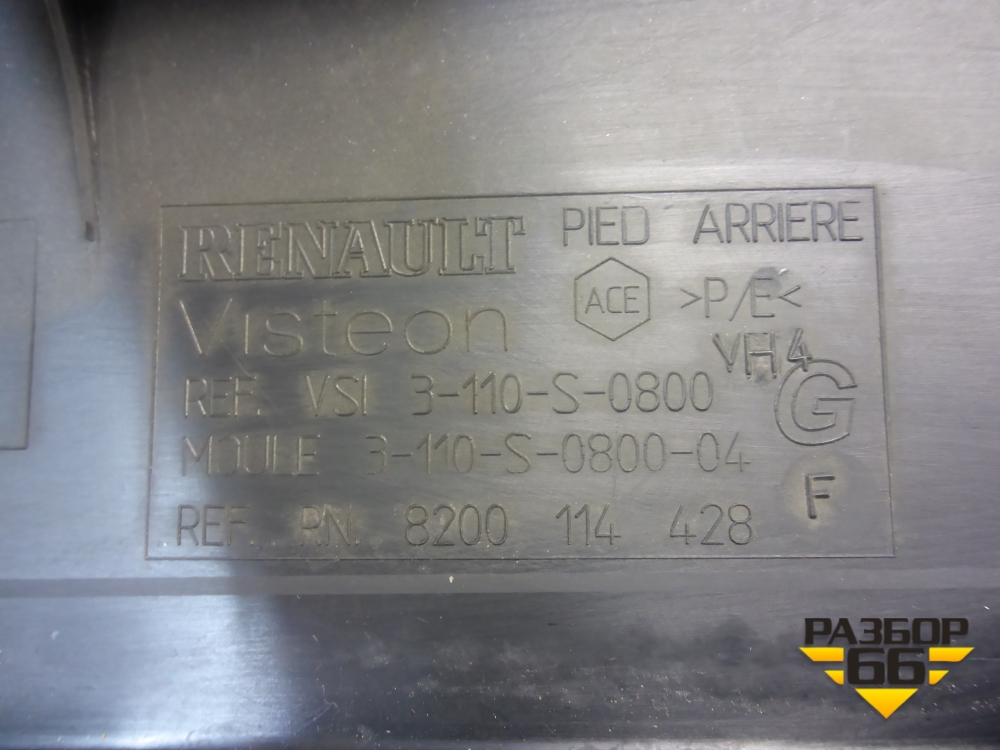 RENAULT PIED ARRIERE
Visteon ACE >P/E<
VH4
REF. VSI 3-110-S-0800 G
MOULE 3-110-S-0800-04
REF. RN. 8200 114 428 F
РАЗБОР
66